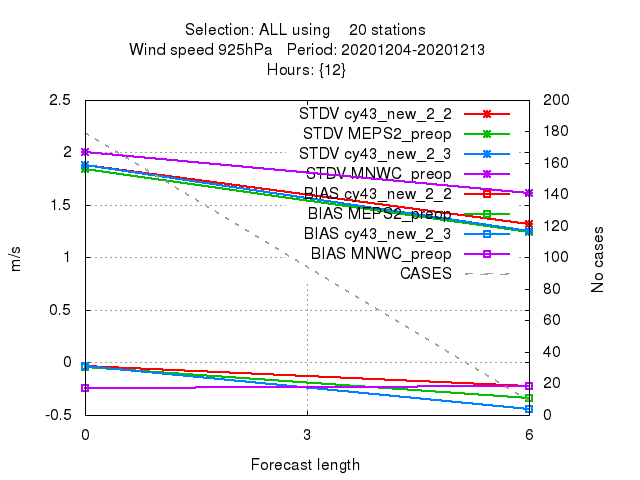 Selection: ALL using 20 stations
Wind speed 925hPa Period: 20201204-20201213
Hours: {12}
2.5
2
1.5
1
0.5
0
-0.5
m/s
STDV cy43_new_2_2
STDV MEPS2_preop
STDV cy43_new_2_3
STDV MNWC_preop
BIAS cy43_new_2_2
BIAS MEPS2_preop
BIAS cy43_new_2_3
BIAS MNWC_preop
CASES
200
180
160
140
120
100
80
60
40
20
0
No cases
0 3 6
Forecast length